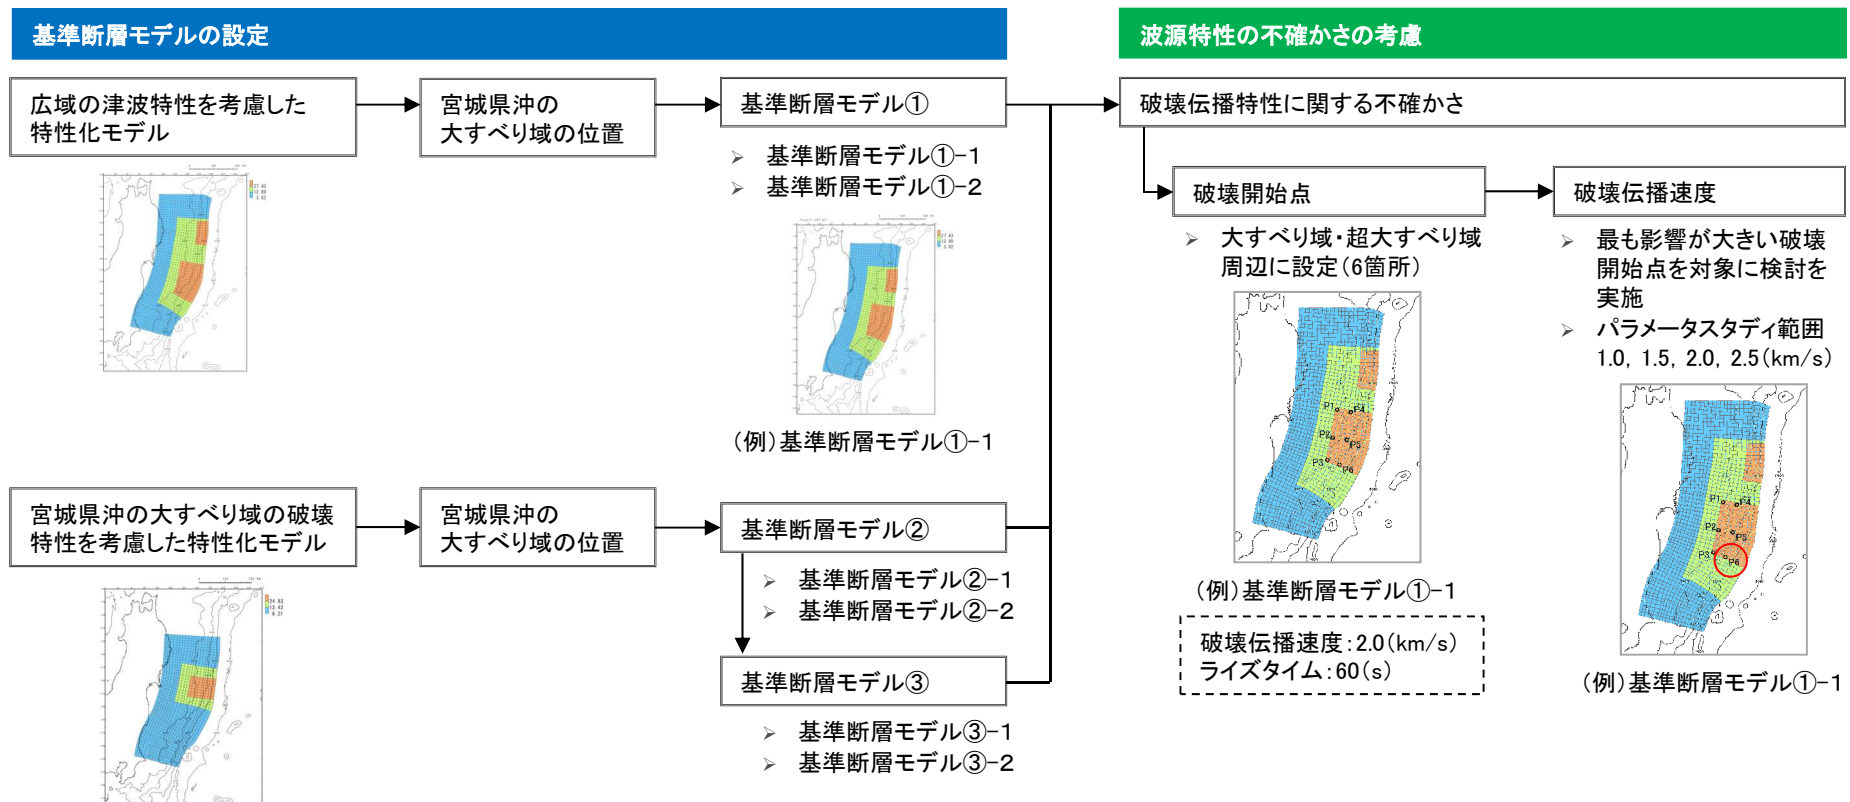 基準断層モデルの設定
波源特性の不確かさの考慮
広域の津波特性を考慮した
特性化モデル
宮城県沖の
大すべり域の位置
基準断層モデル①
➢ 基準断層モデル①-1
➢ 基準断層モデル①-2
(例)基準断層モデル①-1
宮城県沖の大すべり域の破壊
特性を考慮した特性化モデル
宮城県沖の
大すべり域の位置
基準断層モデル②
➢ 基準断層モデル②-1
➢ 基準断層モデル②-2
基準断層モデル③
➢ 基準断層モデル③-1
➢ 基準断層モデル③-2
破壊伝播特性に関する不確かさ
破壊開始点
➢ 大すべり域・超大すべり域
周辺に設定(6箇所)
P1
P4
P2
P5
P3
P6
(例)基準断層モデル①-1
破壊伝播速度:2.0(km/s)
ライズタイム:60(s)
破壊伝播速度
➢ 最も影響が大きい破壊
開始点を対象に検討を
実施
➢ パラメータスタディ範囲
1.0, 1.5, 2.0, 2.5(km/s)
P1
P4
P2
P5
P3
P6
(例)基準断層モデル①-1